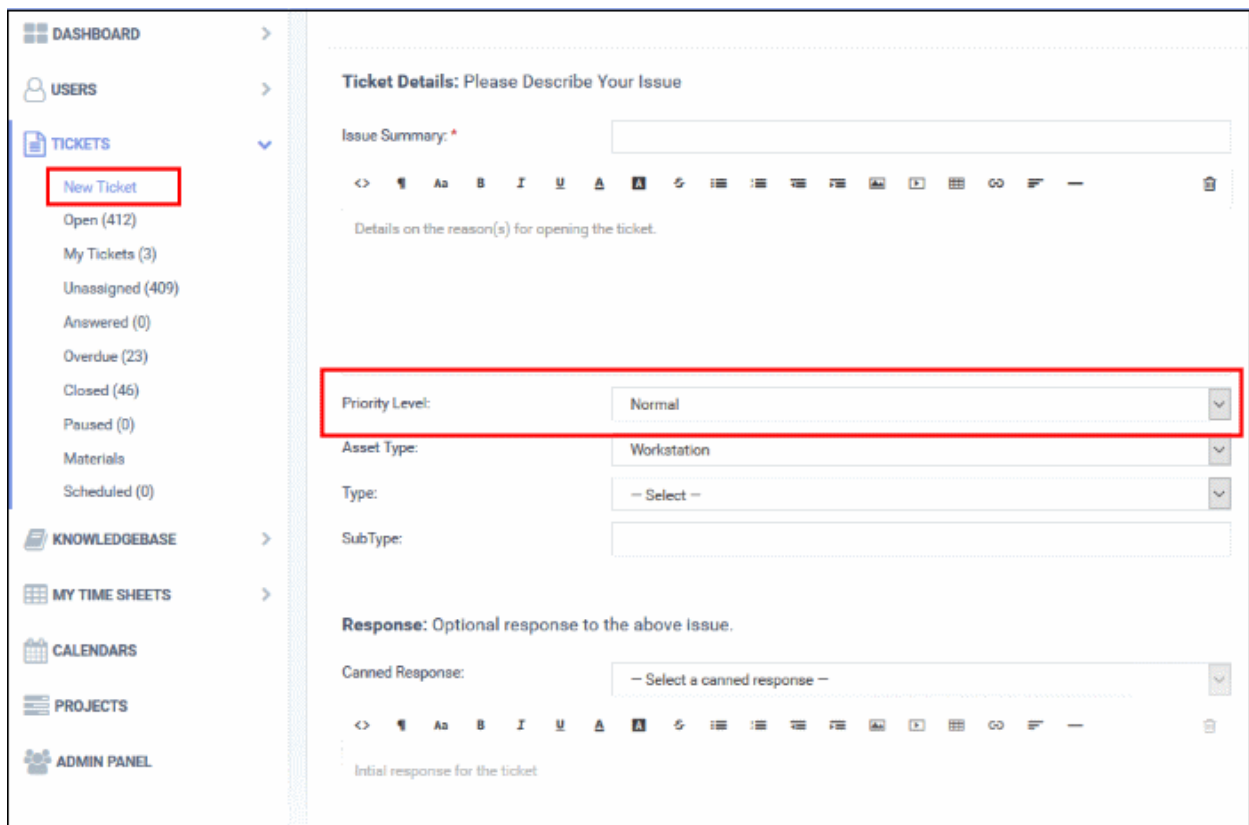 DASHBOARD
USERS
TICKETS
New Ticket
Open (412)
My Tickets (3)
Unassigned (409)
Answered (0)
Overdue (23)
Closed (46)
Paused (0)
Materials
Scheduled (0)
KNOWLEDGEBASE
MY TIME SHEETS
CALENDARS
PROJECTS
ADMIN PANEL
Ticket Details: Please Describe Your Issue
Issue Summary: *
Details on the reason(s) for opening the ticket.
Priority Level: Normal
Asset Type: Workstation
Type: — Select —
SubType:
Response: Optional response to the above issue.
Canned Response: — Select a canned response —
Intial response for the ticket